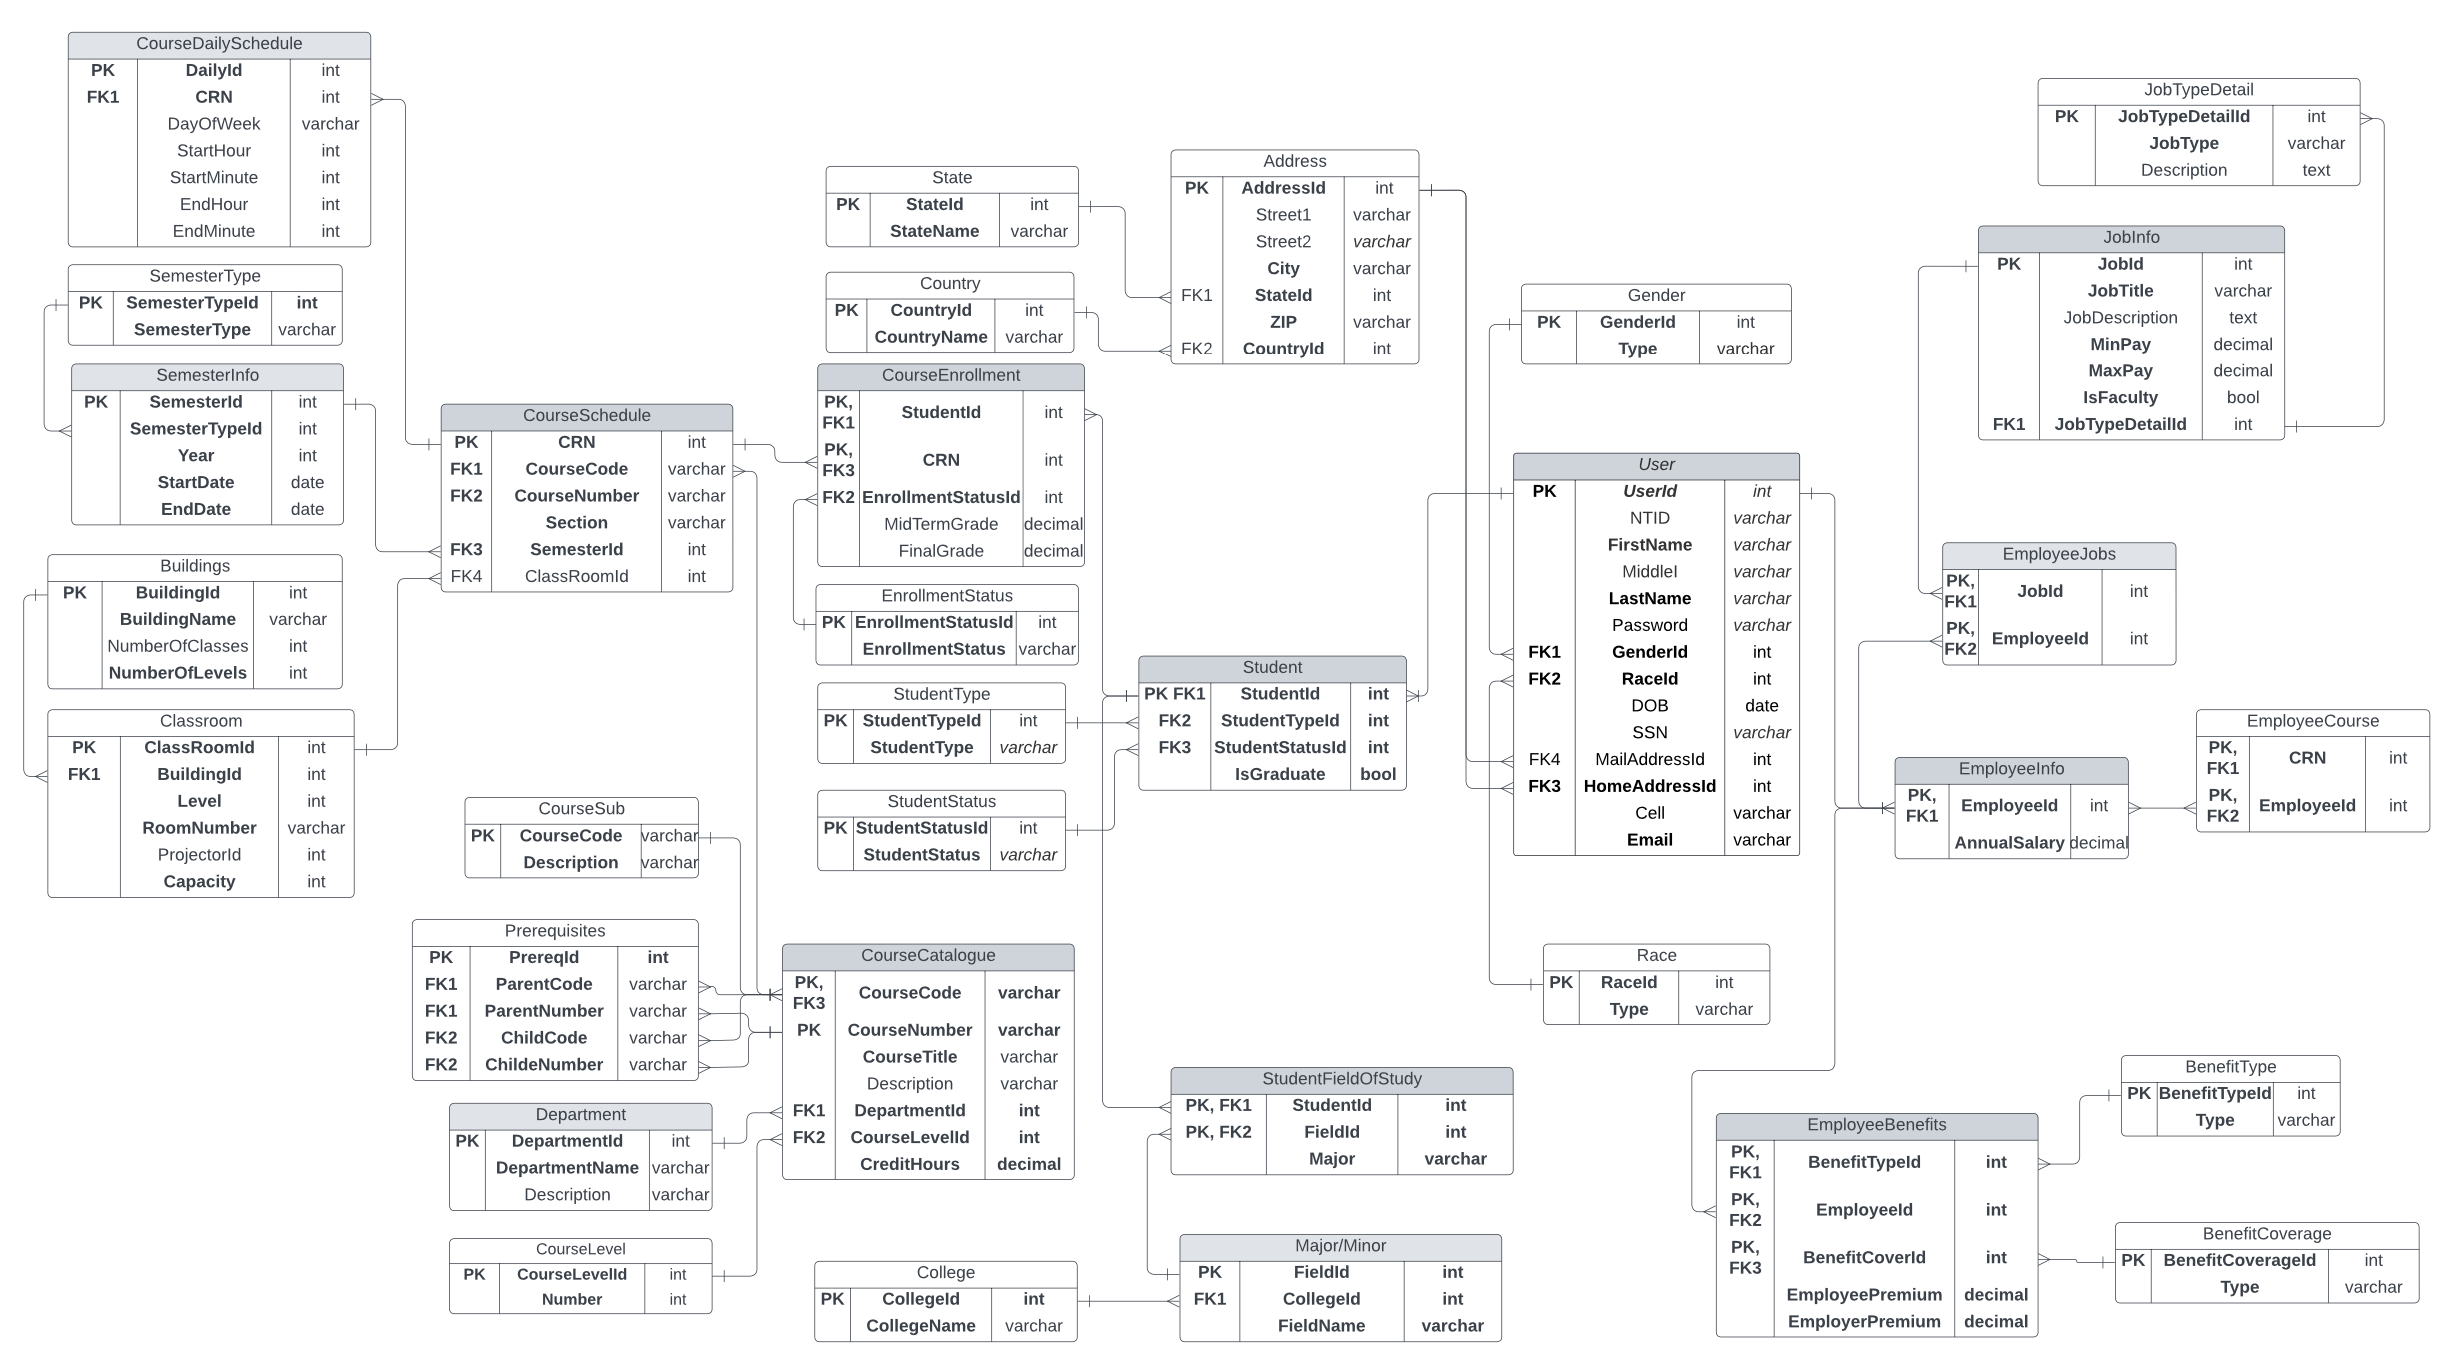 CourseDailySchedule
PK DailyId int
FK1 CRN int
DayOfWeek varchar
StartHour int
StartMinute int
EndHour int
EndMinute int
SemesterType
PK SemesterTypeId int
SemesterType varchar
SemesterInfo
PK SemesterId int
SemesterTypeId int
Year int
StartDate date
EndDate date
Buildings
PK BuildingId int
BuildingName varchar
NumberOfClasses int
NumberOfLevels int
Classroom
PK ClassRoomId int
FK1 BuildingId int
Level int
RoomNumber varchar
ProjectorId int
Capacity int
CourseSchedule
PK CRN int
FK1 CourseCode varchar
FK2 CourseNumber varchar
Section varchar
FK3 SemesterId int
FK4 ClassRoomId int
CourseSub
PK CourseCode varchar
Description varchar
Prerequisites
PK PrereqId int
FK1 ParentCode varchar
FK1 ParentNumber varchar
FK2 ChildCode varchar
FK2 ChildeNumber varchar
Department
PK DepartmentId int
DepartmentName varchar
Description varchar
CourseLevel
PK CourseLevelId int
Number int
State
PK StateId int
StateName varchar
Country
PK CountryId int
CountryName varchar
CourseEnrollment
PK,
FK1 StudentId int
PK,
FK3 CRN int
FK2 EnrollmentStatusId int
MidTermGrade decimal
FinalGrade decimal
EnrollmentStatus
PK EnrollmentStatusId int
EnrollmentStatus varchar
StudentType
PK StudentTypeId int
StudentType varchar
StudentStatus
PK StudentStatusId int
StudentStatus varchar
CourseCatalogue
PK,
FK3 CourseCode varchar
PK CourseNumber varchar
CourseTitle varchar
Description varchar
FK1 DepartmentId int
FK2 CourseLevelId int
CreditHours decimal
College
PK CollegeId int
CollegeName varchar
Address
PK AddressId int
Street1 varchar
Street2 varchar
City varchar
FK1 StateId int
ZIP varchar
FK2 CountryId int
Student
PK FK1 StudentId int
FK2 StudentTypeId int
FK3 StudentStatusId int
IsGraduate bool
StudentFieldOfStudy
PK, FK1 StudentId int
PK, FK2 FieldId int
Major varchar
Major/Minor
PK FieldId int
FK1 CollegeId int
FieldName varchar
Gender
PK GenderId int
Type varchar
User
PK UserId int
NTID varchar
FirstName varchar
MiddleI varchar
LastName varchar
Password varchar
FK1 GenderId int
FK2 RaceId int
DOB date
SSN varchar
FK4 MailAddressId int
FK3 HomeAddressId int
Cell varchar
Email varchar
Race
PK RaceId int
Type varchar
JobTypeDetail
PK JobTypeDetailId int
JobType varchar
Description text
JobInfo
PK JobId int
JobTitle varchar
JobDescription text
MinPay decimal
MaxPay decimal
IsFaculty bool
FK1 JobTypeDetailId int
EmployeeJobs
PK,
FK1 JobId int
PK,
FK2 EmployeeId int
EmployeeInfo
PK,
FK1 EmployeeId int
AnnualSalary decimal
EmployeeCourse
PK,
FK1 CRN int
PK,
FK2 EmployeeId int
EmployeeBenefits
PK,
FK1 BenefitTypeId int
PK,
FK2 EmployeeId int
PK,
FK3 BenefitCoverId int
EmployeePremium decimal
EmployerPremium decimal
BenefitType
PK BenefitTypeId int
Type varchar
BenefitCoverage
PK BenefitCoverageId int
Type varchar